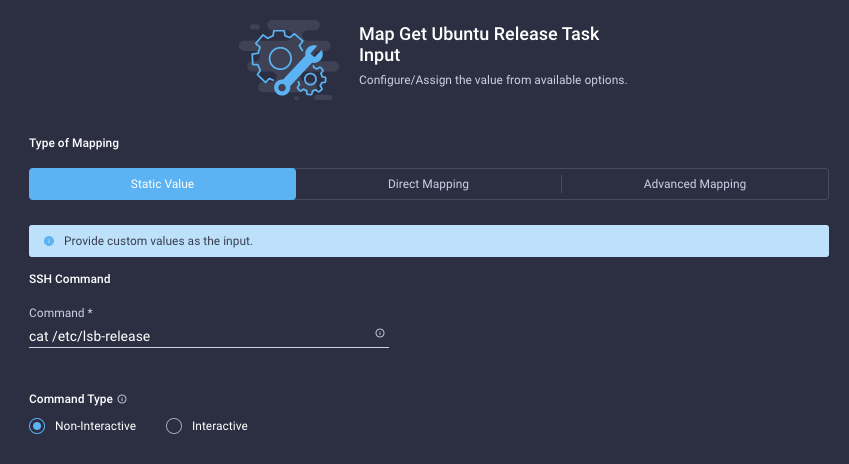 Map Get Ubuntu Release Task
Input
Configure/Assign the value from available options.
Type of Mapping
Static Value
Direct Mapping
Advanced Mapping
Provide custom values as the input.
SSH Command
Command *
cat /etc/lsb-release
Command Type
Non-Interactive
Interactive